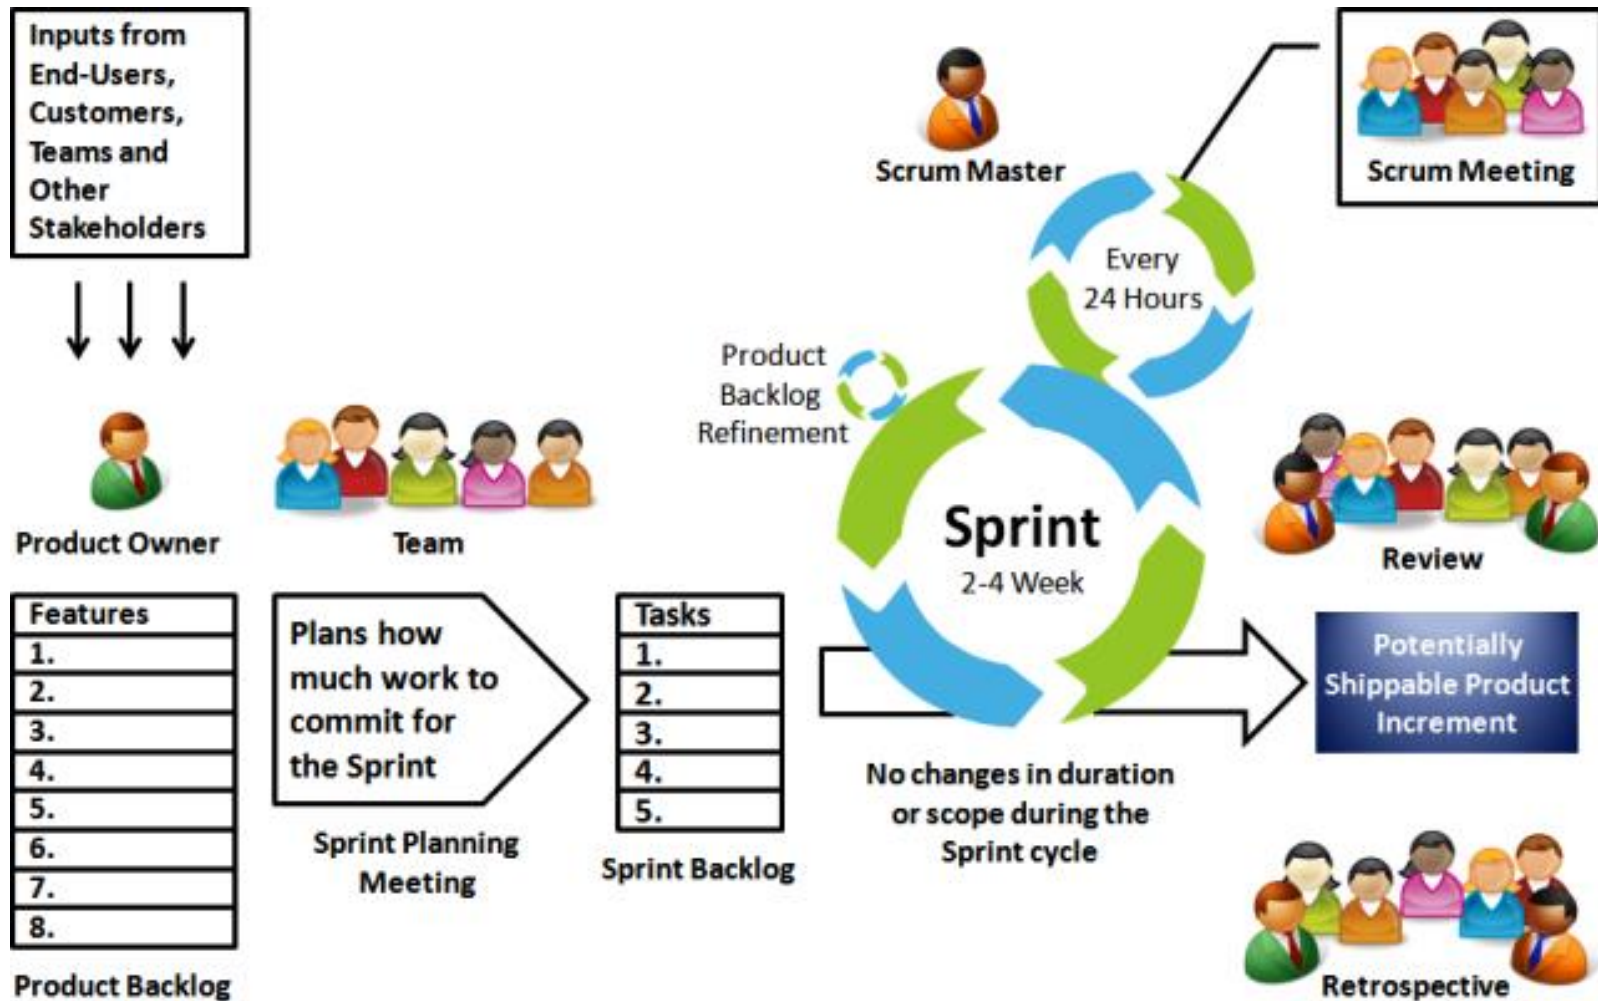 Inputs from
End-Users,
Customers,
Teams and
Other
Stakeholders
Product Owner
Team
Features
1.
2.
3.
4.
5.
6.
7.
8.
Product Backlog
Plans how
much work to
commit for
the Sprint
Sprint Planning
Meeting
Tasks
1.
2.
3.
4.
5.
Sprint Backlog
Scrum Master
Every
24 Hours
Scrum Meeting
Product
Backlog
Refinement
Sprint
2-4 Week
No changes in duration
or scope during the
Sprint cycle
Review
Potentially
Shippable Product
Increment
Retrospective